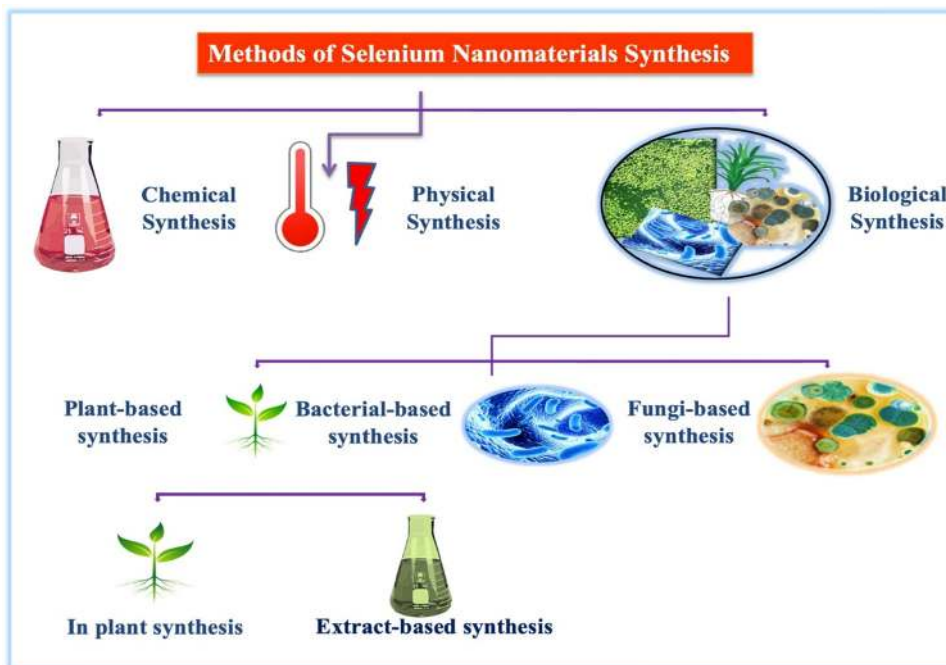 Methods of Selenium Nanomaterials Synthesis
Chemical
Synthesis
Physical
Synthesis
Biological
Synthesis
Plant-based
synthesis
Bacterial-based
synthesis
Fungi-based
synthesis
In plant synthesis
Extract-based synthesis